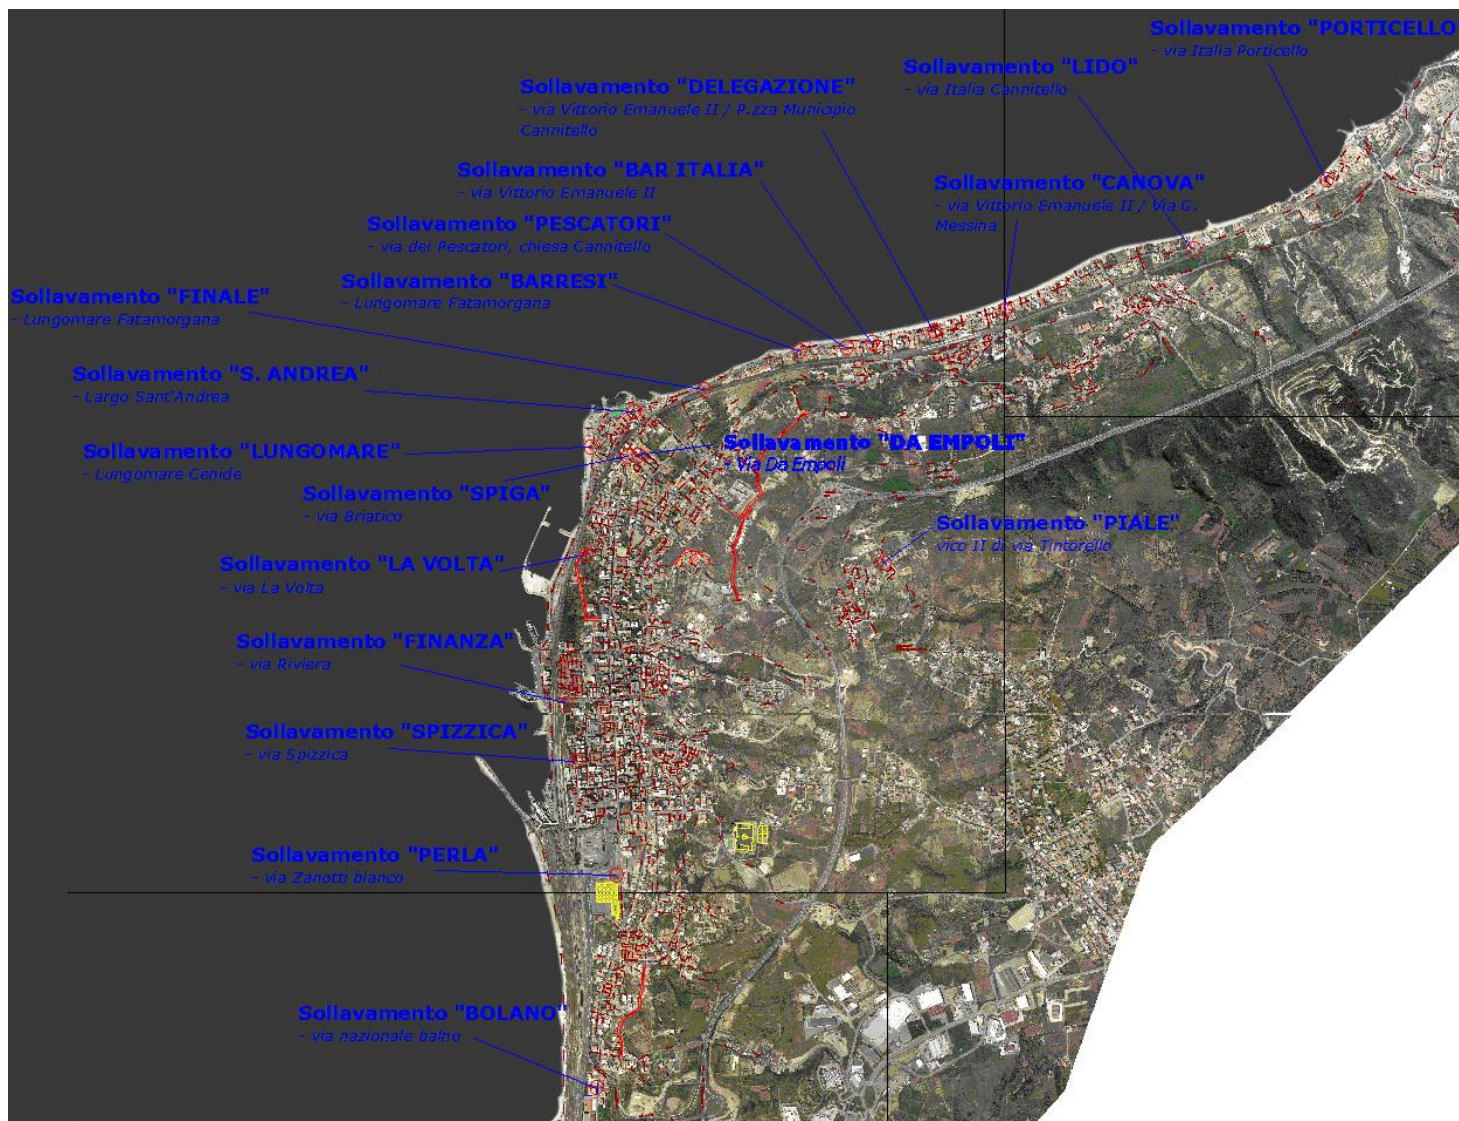 Sollavamento "PORTICELLO"
- via Italia Porticello
Sollavamento "LIDO"
- via Italia Cannitello
Sollavamento "DELEGAZIONE"
- via Vittorio Emanuele II / P.zza Municipio
Cannitello
Sollavamento "BAR ITALIA"
- via Vittorio Emanuele II
Sollavamento "CANOVA"
- via Vittorio Emanuele II / Via G.
Messina
Sollavamento "PESCATORI"
- via dei Pescatori, chiesa Cannitello
Sollavamento "BARRESI"
- Lungomare Fatamorgana
Sollavamento "FINALE"
- Lungomare Fatamorgana
Sollavamento "S. ANDREA"
- Largo Sant'Andrea
Sollavamento "DA EMPOLI"
- Via Da Empoli
Sollavamento "LUNGOMARE"
- Lungomare Cenide
Sollavamento "SPIGA"
- via Briatico
Sollavamento "PIALE"
vico II di via Tintorello
Sollavamento "LA VOLTA"
- via La Volta
Sollavamento "FINANZA"
- via Riviera
Sollavamento "SPIZZICA"
- via Spizzica
Sollavamento "PERLA"
- via Zanotti bianco
Sollavamento "BOLANO"
- via nazionale balno